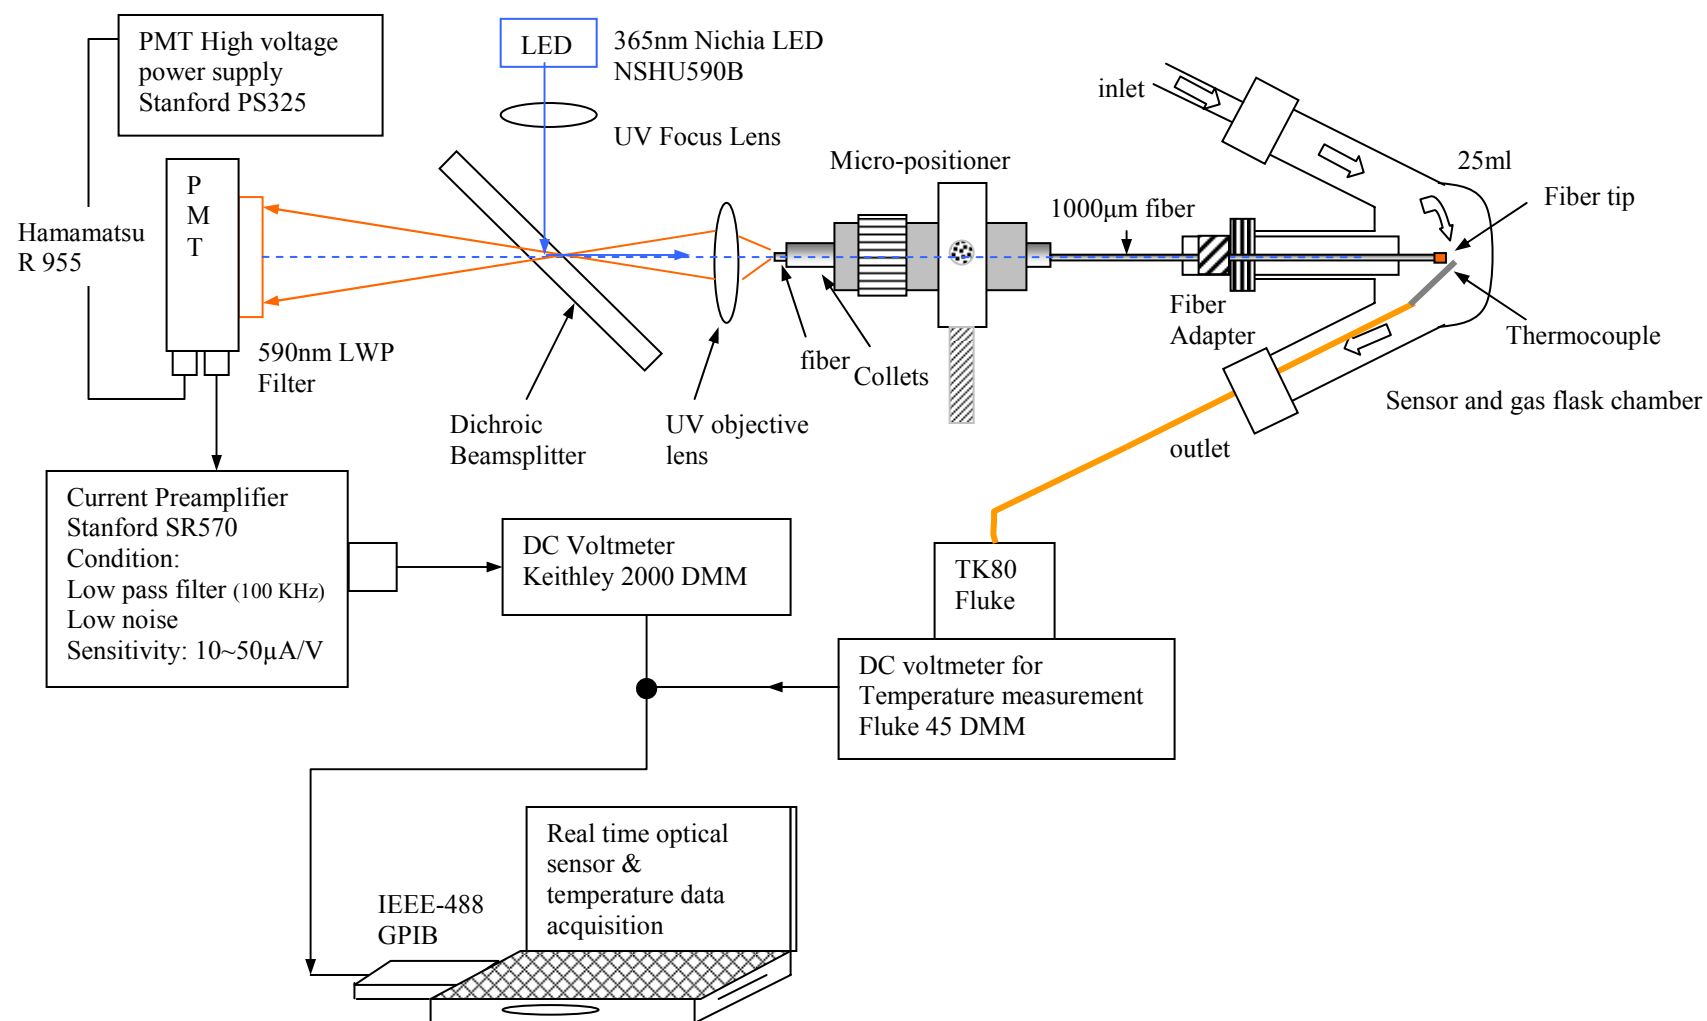 PMT High voltage
power supply
Stanford PS325
LED
365nm Nichia LED
NSHU590B
UV Focus Lens
inlet
Micro-positioner
25ml
P
M
T
Hamamatsu
R 955
1000µm fiber
Fiber tip
590nm LWP
Filter
Dichroic
Beamsplitter
UV objective
lens
fiber
Collets
Fiber
Adapter
Thermocouple
Sensor and gas flask chamber
outlet
Current Preamplifier
Stanford SR570
Condition:
Low pass filter (100 KHz)
Low noise
Sensitivity: 10~50µA/V
DC Voltmeter
Keithley 2000 DMM
TK80
Fluke
DC voltmeter for
Temperature measurement
Fluke 45 DMM
Real time optical
sensor &
temperature data
acquisition
IEEE-488
GPIB